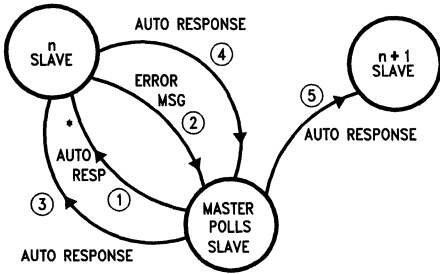 AUTO RESPONSE
n
SLAVE
4
n + 1
SLAVE
ERROR
MSG
2
5
*
AUTO RESPONSE
AUTO
RESP
1
3
MASTER
POLLS
SLAVE
AUTO RESPONSE